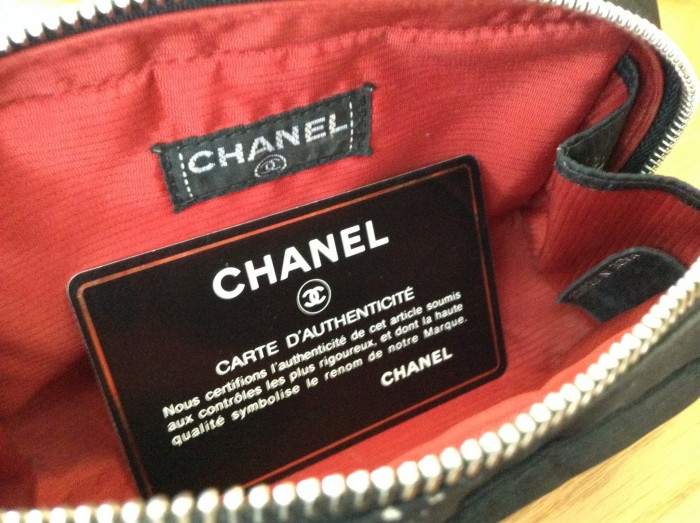 CHANEL
CHANEL
CARTE D'AUTHENTICITÉ
Nous certifions l'authenticité de cet article soumis
aux contrôles les plus rigoureux, et dont la haute
qualité symbolise le renom de notre Marque.
CHANEL